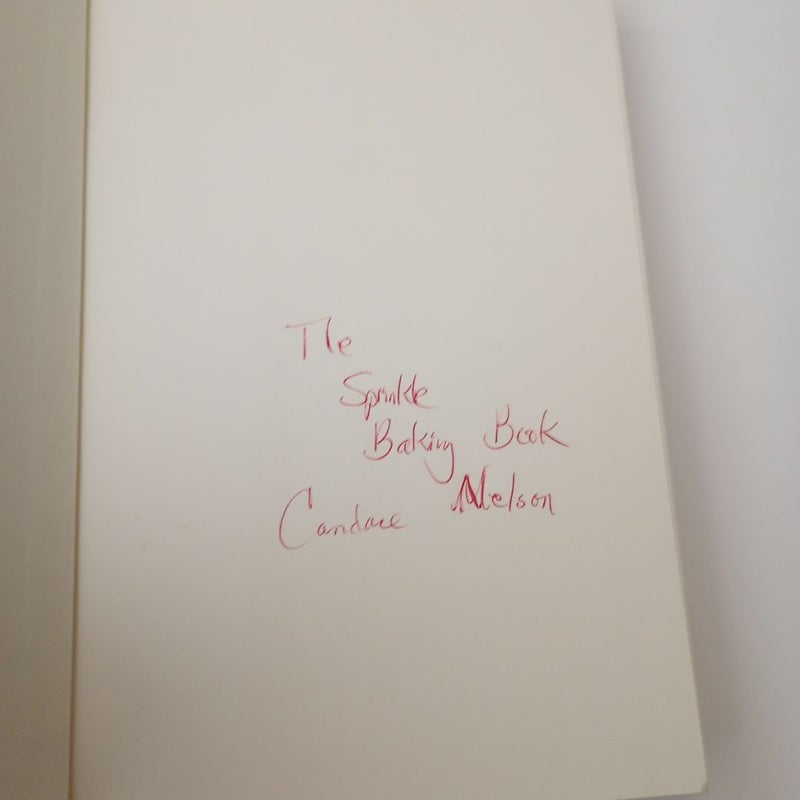 The
Sprinkle
Baking Book
Candace Nelson